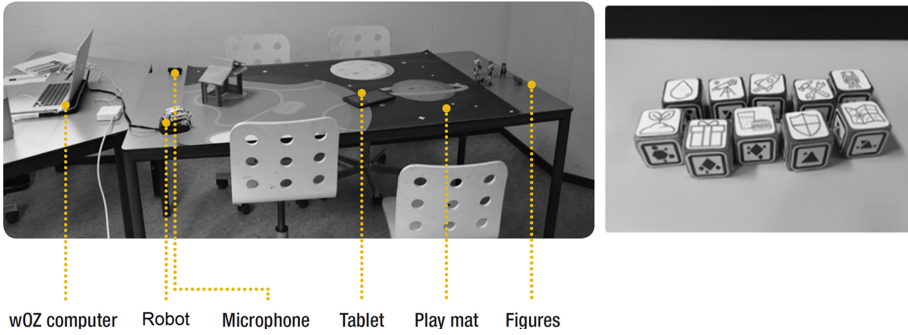 wOZ computer
Robot
Microphone
Tablet
Play mat
Figures